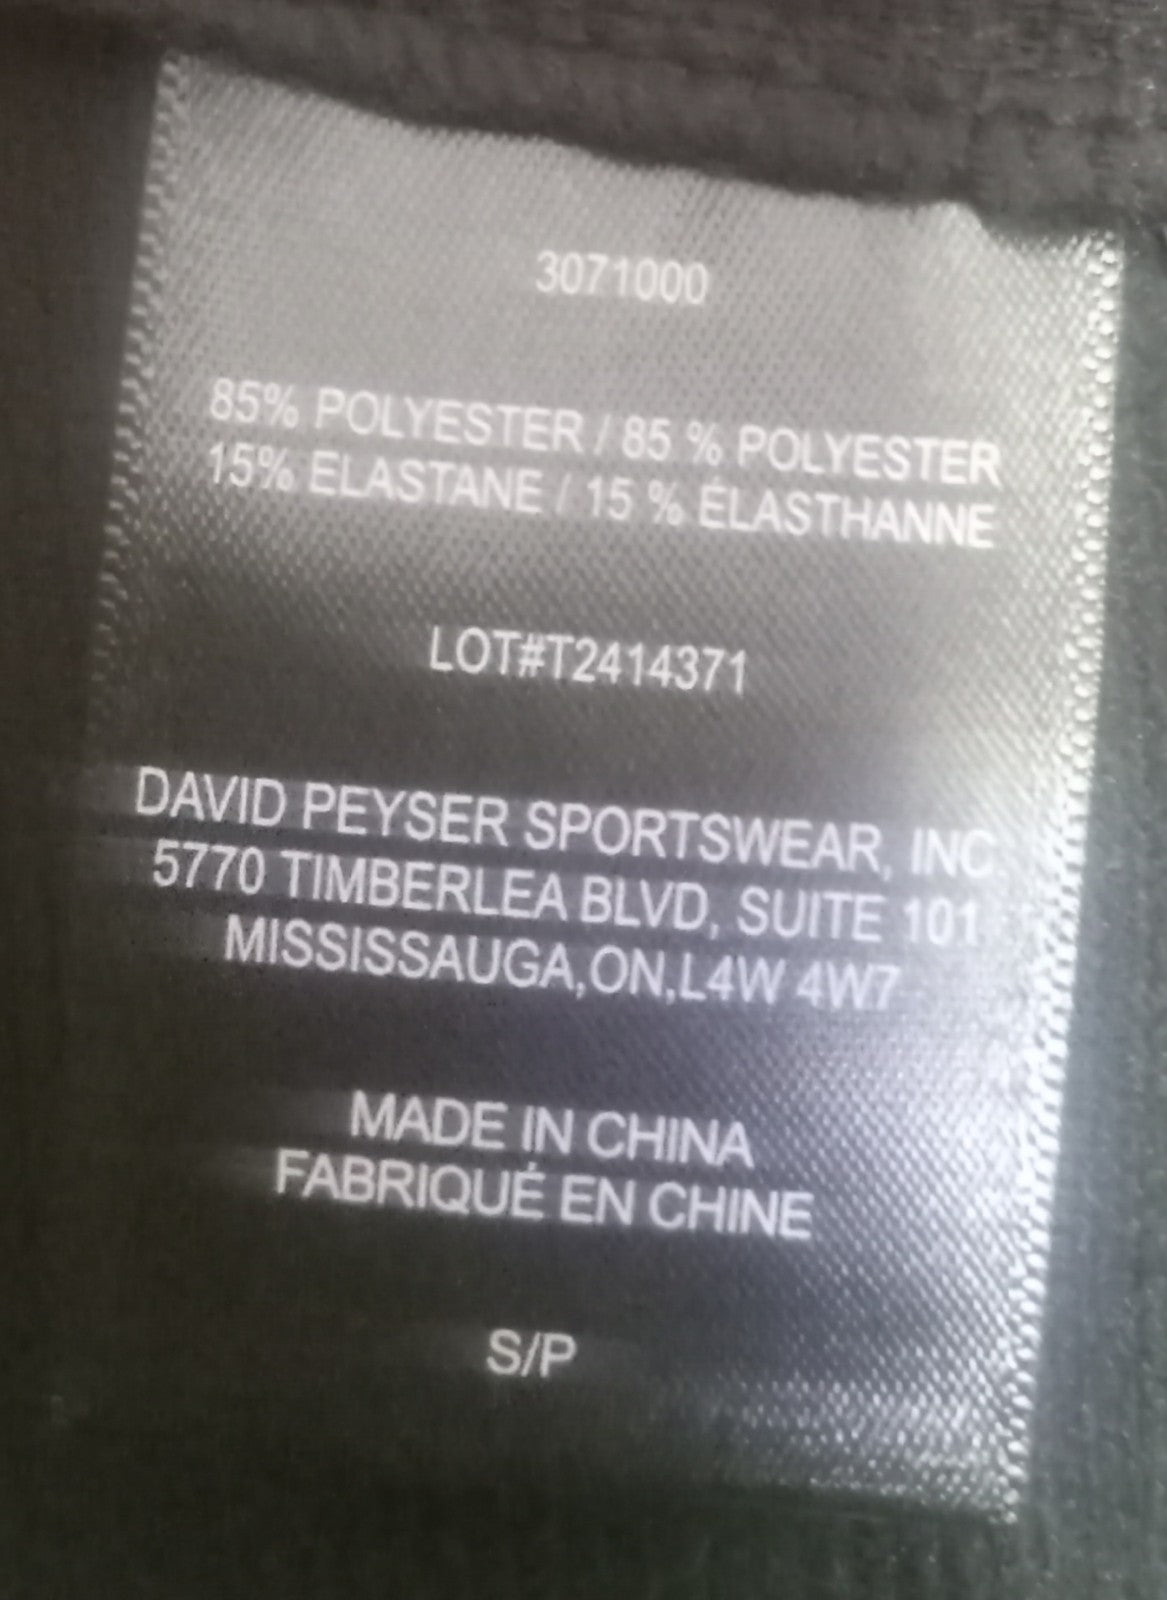 3071000
85% POLYESTER / 85 % POLYESTER
15% ELASTANE / 15 % ÉLASTHANNE
LOT#T2414371
DAVID PEYSER SPORTSWEAR, INC.
5770 TIMBERLEA BLVD, SUITE 101
MISSISSAUGA,ON,L4W 4W7
MADE IN CHINA
FABRIQUÉ EN CHINE
S/P